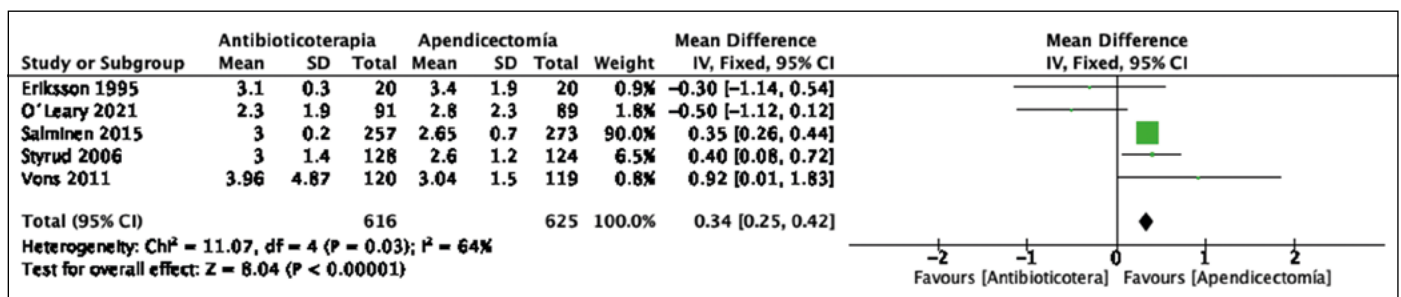 Antibioticoterapia Apendicectomía Mean Difference Mean Difference
Study or Subgroup Mean SD Total Mean SD Total Weight IV, Fixed, 95% CI IV, Fixed, 95% CI
Eriksson 1995 3.1 0.3 20 3.4 1.9 20 0.9% −0.30 [−1.14, 0.54]
O´Leary 2021 2.3 1.9 91 2.8 2.3 89 1.8% −0.50 [−1.12, 0.12]
Salminen 2015 3 0.2 257 2.65 0.7 273 90.0% 0.35 [0.26, 0.44]
Styrud 2006 3 1.4 128 2.6 1.2 124 6.5% 0.40 [0.08, 0.72]
Vons 2011 3.96 4.87 120 3.04 1.5 119 0.8% 0.92 [0.01, 1.83]
Total (95% CI) 616 625 100.0% 0.34 [0.25, 0.42]
Heterogeneity: Chi² = 11.07, df = 4 (P = 0.03); I² = 64%
Test for overall effect: Z = 8.04 (P < 0.00001)
−2 −1 0 1 2
Favours [Antibioticotera] Favours [Apendicectomía]